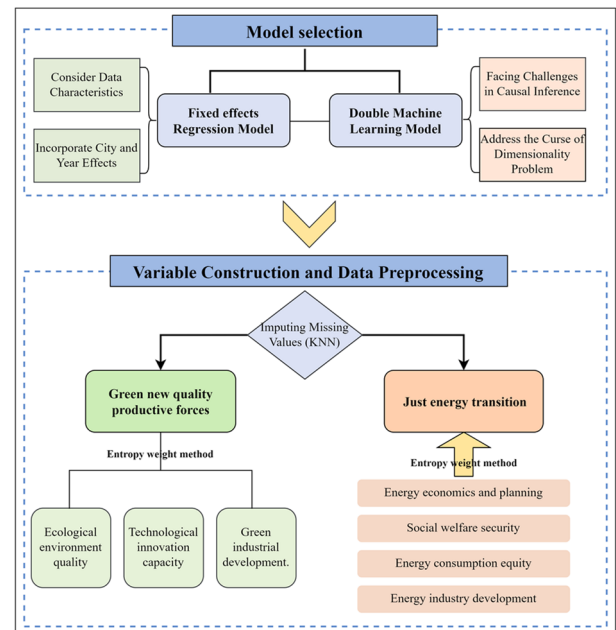 Model selection
Consider Data
Characteristics
Incorporate City and
Year Effects
Fixed effects
Regression Model
Double Machine
Learning Model
Facing Challenges
in Causal Inference
Address the Curse of
Dimensionality
Problem
Variable Construction and Data Preprocessing
Imputing Missing
Values (KNN)
Green new quality
productive forces
Entropy weight method
Ecological
environment
quality
Technological
innovation
capacity
Green
industrial
development.
Just energy transition
Entropy weight method
Energy economics and planning
Social welfare security
Energy consumption equity
Energy industry development